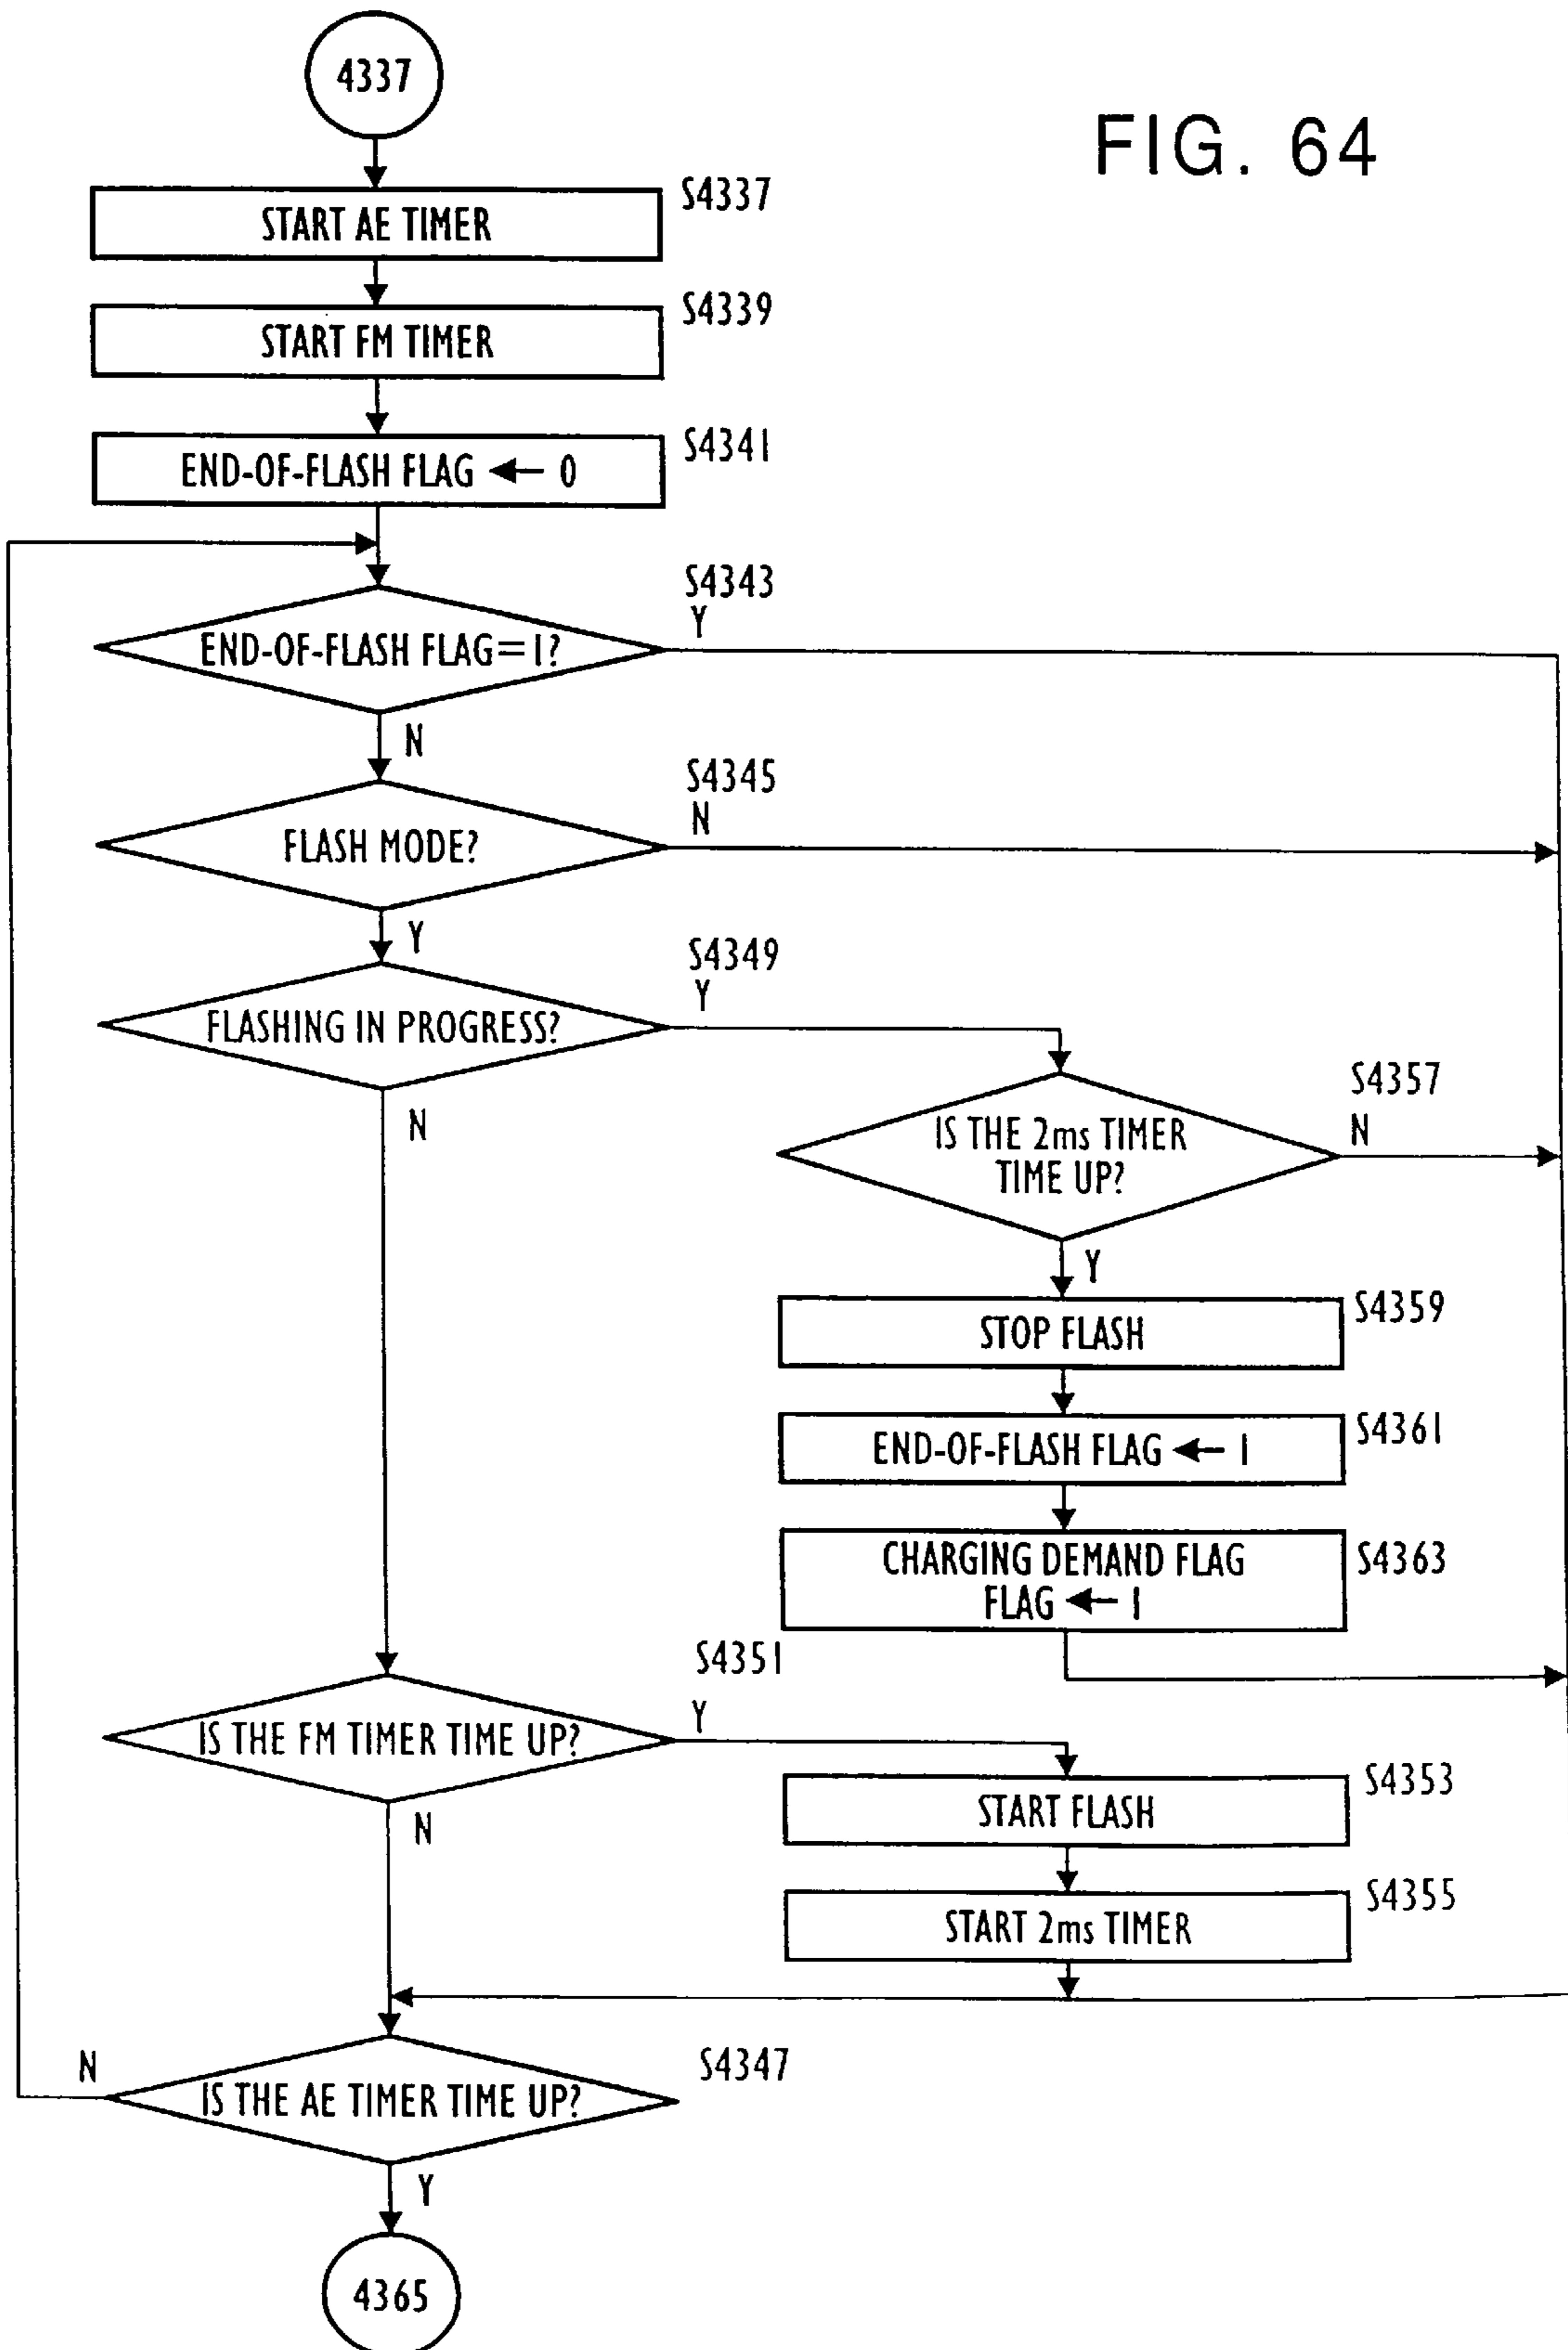 4337
FIG. 64
S4337
START AE TIMER
S4339
START FM TIMER
S4341
END-OF-FLASH FLAG ← 0
S4343
Y
END-OF-FLASH FLAG=1?
N
S4345
N
FLASH MODE?
Y
S4349
Y
FLASHING IN PROGRESS?
N
S4357
N
IS THE 2ms TIMER
TIME UP?
Y
S4359
STOP FLASH
S4361
END-OF-FLASH FLAG ← 1
S4363
CHARGING DEMAND FLAG
FLAG ← 1
S4351
Y
IS THE FM TIMER TIME UP?
N
S4353
START FLASH
S4355
START 2ms TIMER
S4347
N
IS THE AE TIMER TIME UP?
Y
4365